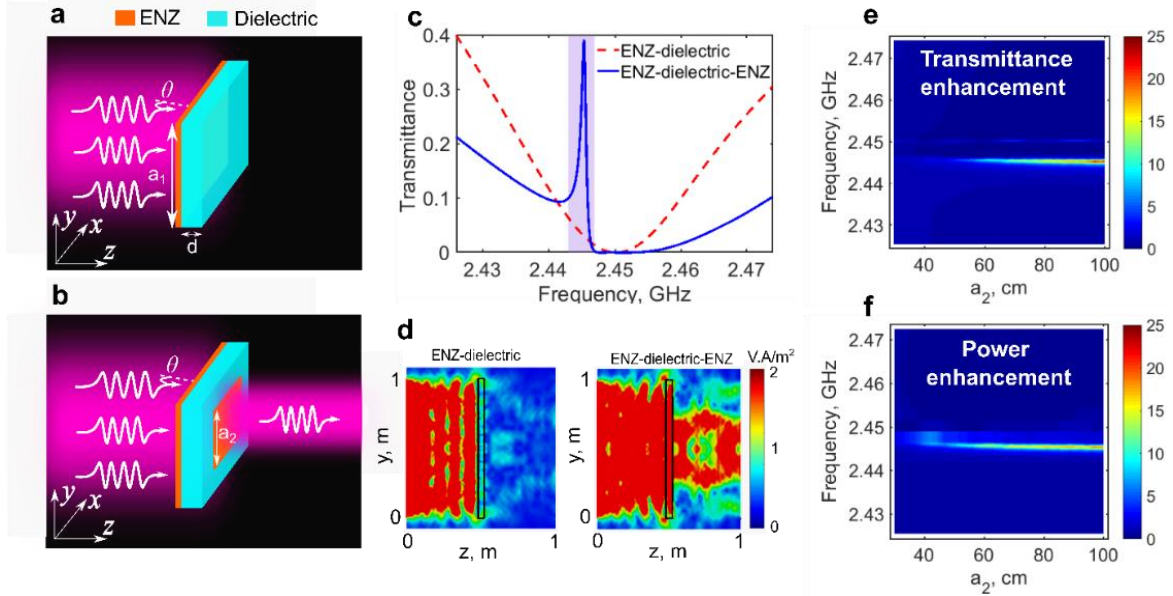 a
ENZ
Dielectric
θ
a₁
d
y
x
z
b
θ
a₂
y
x
z
c
0.4
0.3
0.2
0.1
0
Transmittance
ENZ-dielectric
ENZ-dielectric-ENZ
2.43
2.44
2.45
2.46
2.47
Frequency, GHz
d
ENZ-dielectric
1
0
y, m
0
1
z, m
ENZ-dielectric-ENZ
V.A/m²
1
0
y, m
0
1
z, m
2
1
0
e
Transmittance
enhancement
2.47
2.46
2.45
2.44
2.43
Frequency, GHz
40
60
80
100
a₂, cm
25
20
15
10
5
0
f
Power
enhancement
2.47
2.46
2.45
2.44
2.43
Frequency, GHz
40
60
80
100
a₂, cm
25
20
15
10
5
0